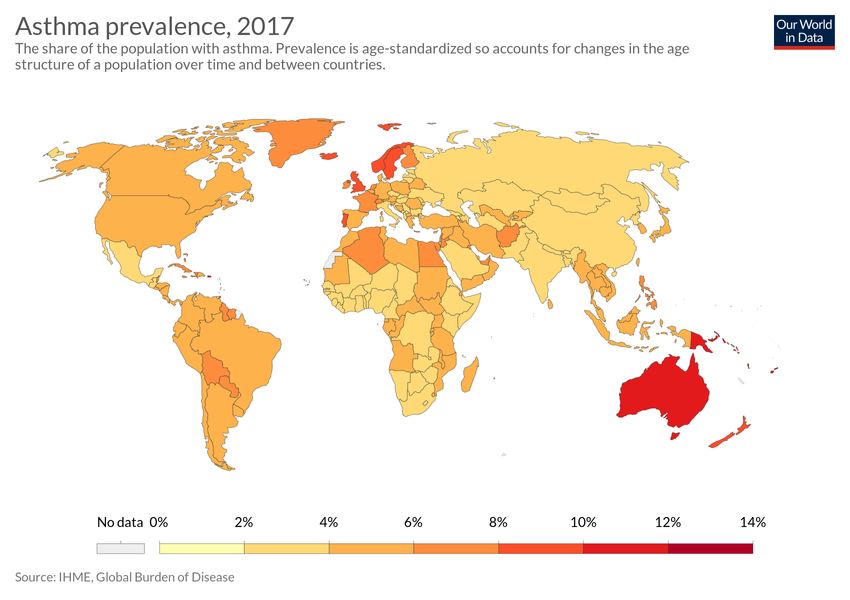 Asthma prevalence, 2017
The share of the population with asthma. Prevalence is age-standardized so accounts for changes in the age
structure of a population over time and between countries.
Our World
in Data
No data 0% 2% 4% 6% 8% 10% 12% 14%
Source: IHME, Global Burden of Disease